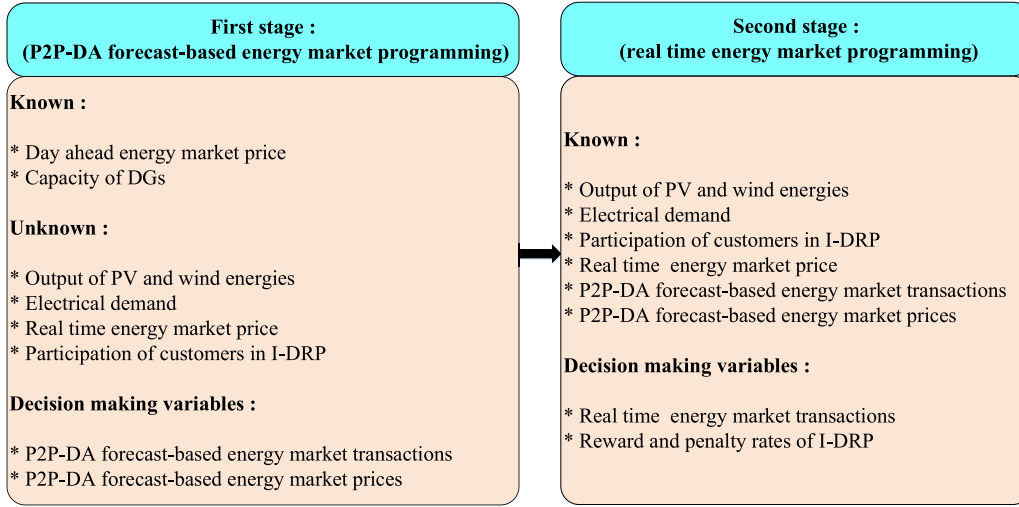 First stage :
(P2P-DA forecast-based energy market programming)
Known :
* Day ahead energy market price
* Capacity of DGs
Unknown :
* Output of PV and wind energies
* Electrical demand
* Real time energy market price
* Participation of customers in I-DRP
Decision making variables :
* P2P-DA forecast-based energy market transactions
* P2P-DA forecast-based energy market prices
Second stage :
(real time energy market programming)
Known :
* Output of PV and wind energies
* Electrical demand
* Participation of customers in I-DRP
* Real time energy market price
* P2P-DA forecast-based energy market transactions
* P2P-DA forecast-based energy market prices
Decision making variables :
* Real time energy market transactions
* Reward and penalty rates of I-DRP